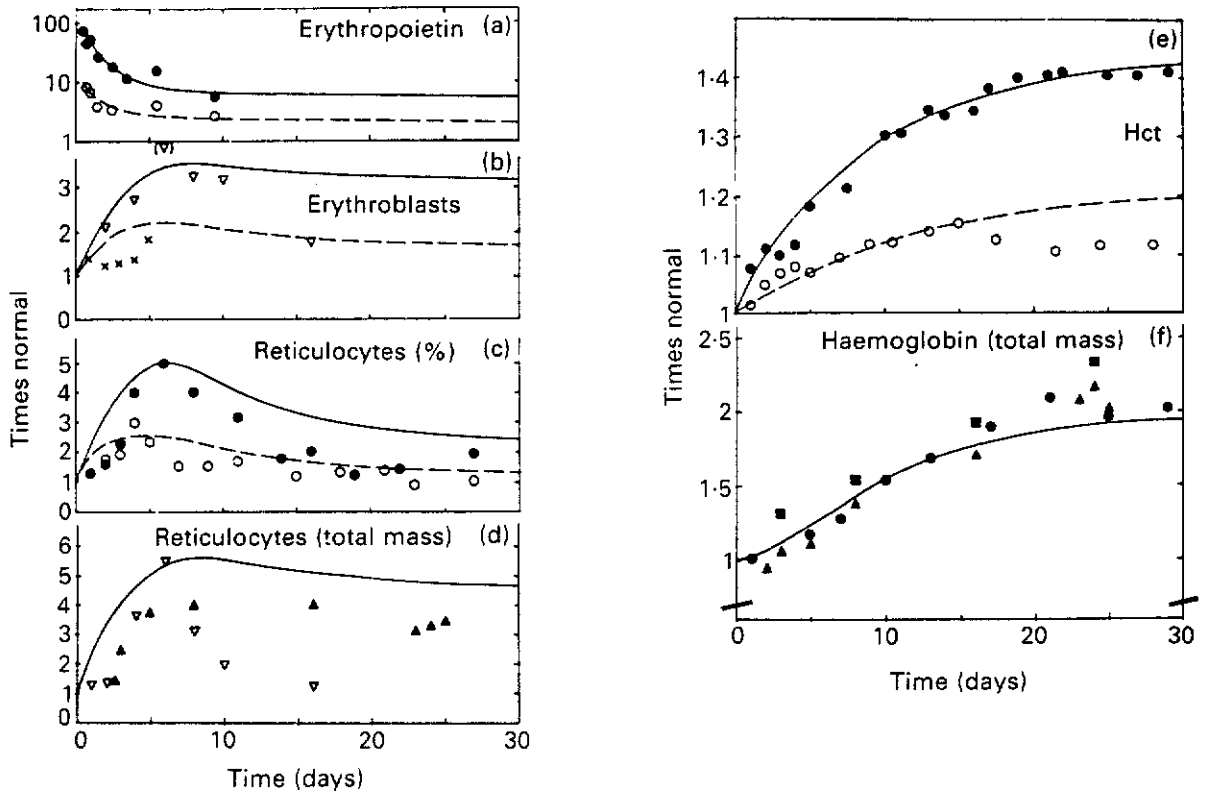 (a)
Erythropoietin
100
10
1
(b)
Erythroblasts
3
2
1
0
(c)
Reticulocytes (%)
5
4
3
2
1
0
(d)
Reticulocytes (total mass)
6
5
4
3
2
1
0
0 5 10 20 30
Time (days)
Times normal
(e)
Hct
1·4
1·3
1·2
1·1
1
(f)
Haemoglobin (total mass)
2·5
2
1·5
1
0 10 20 30
Time (days)
Times normal